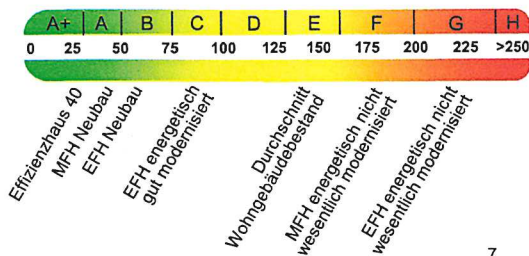 A+ A B C D E F G H
0 25 50 75 100 125 150 175 200 225 >250
Effizienzhaus 40
MFH Neubau
EFH Neubau
EFH energetisch
gut modernisiert
Durchschnitt
Wohngebäudebestand
MFH energetisch nicht
wesentlich modernisiert
EFH energetisch nicht
wesentlich modernisiert
7